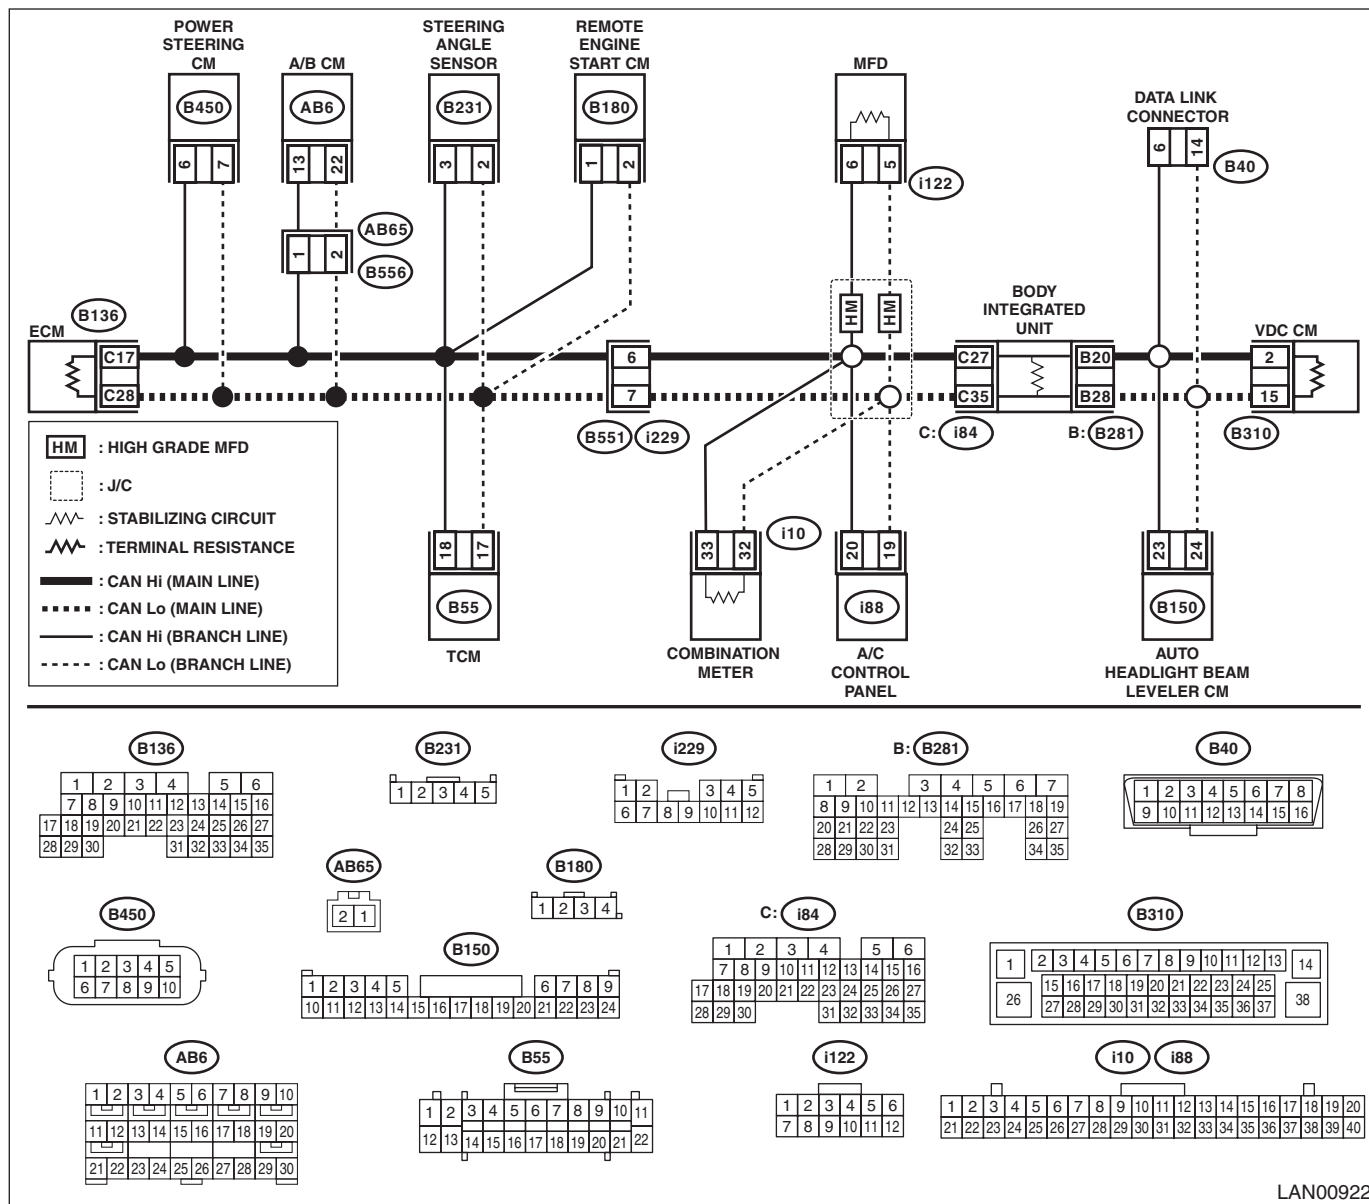 POWER
STEERING
CM
A/B CM
STEERING
ANGLE
SENSOR
REMOTE
ENGINE
START CM
MFD
DATA LINK
CONNECTOR
B450
AB6
B231
B180
6 7
13 22
3 2
1 2
6 5
6 14
i122
B40
AB65
1 2
B556
HM HM
ECM
B136
BODY
INTEGRATED
UNIT
VDC CM
C17
6
C27
B20
2
C28
7
C35
B28
15
B551 i229
C: i84
B: B281
B310
HM : HIGH GRADE MFD
: J/C
: STABILIZING CIRCUIT
: TERMINAL RESISTANCE
: CAN Hi (MAIN LINE)
: CAN Lo (MAIN LINE)
: CAN Hi (BRANCH LINE)
: CAN Lo (BRANCH LINE)
18 17
B55
TCM
i10
33 32
COMBINATION
METER
20 19
i88
A/C
CONTROL
PANEL
23 24
B150
AUTO
HEADLIGHT BEAM
LEVELER CM
B136
1 2 3 4 5 6
7 8 9 10 11 12 13 14 15 16
17 18 19 20 21 22 23 24 25 26 27
28 29 30 31 32 33 34 35
B231
1 2 3 4 5
i229
1 2 3 4 5
6 7 8 9 10 11 12
B: B281
1 2 3 4 5 6 7
8 9 10 11 12 13 14 15 16 17 18 19
20 21 22 23 24 25 26 27
28 29 30 31 32 33 34 35
B40
1 2 3 4 5 6 7 8
9 10 11 12 13 14 15 16
AB65
2 1
B180
1 2 3 4
B450
1 2 3 4 5
6 7 8 9 10
B150
1 2 3 4 5 6 7 8 9
10 11 12 13 14 15 16 17 18 19 20 21 22 23 24
C: i84
1 2 3 4 5 6
7 8 9 10 11 12 13 14 15 16
17 18 19 20 21 22 23 24 25 26 27
28 29 30 31 32 33 34 35
B310
1 2 3 4 5 6 7 8 9 10 11 12 13 14
15 16 17 18 19 20 21 22 23 24 25
26 27 28 29 30 31 32 33 34 35 36 37 38
AB6
1 2 3 4 5 6 7 8 9 10
11 12 13 14 15 16 17 18 19 20
21 22 23 24 25 26 27 28 29 30
B55
1 2 3 4 5 6 7 8 9 10 11
12 13 14 15 16 17 18 19 20 21 22
i122
1 2 3 4 5 6
7 8 9 10 11 12
i10 i88
1 2 3 4 5 6 7 8 9 10 11 12 13 14 15 16 17 18 19 20
21 22 23 24 25 26 27 28 29 30 31 32 33 34 35 36 37 38 39 40
LAN00922